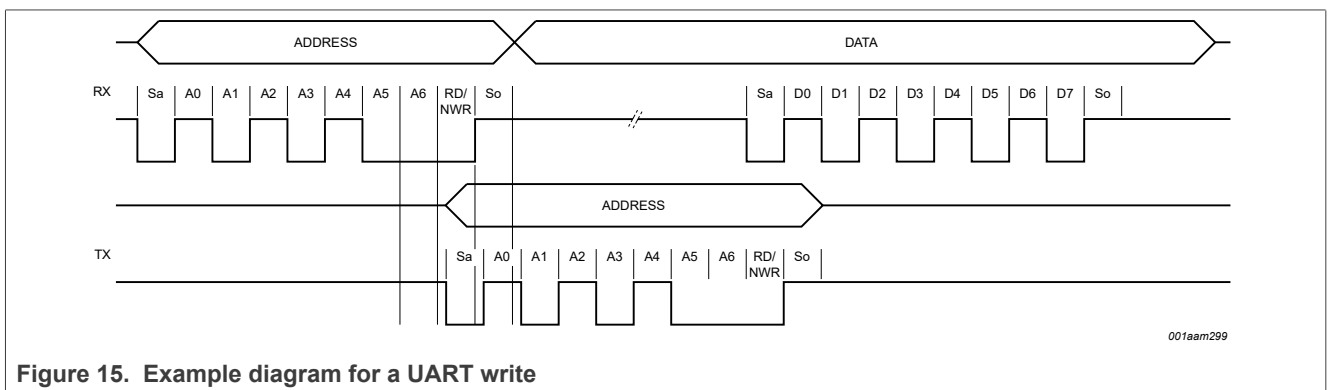 ADDRESS DATA
RX Sa A0 A1 A2 A3 A4 A5 A6 RD/ So Sa D0 D1 D2 D3 D4 D5 D6 D7 So
NWR
ADDRESS
TX Sa A0 A1 A2 A3 A4 A5 A6 RD/ So
NWR
001aam299
Figure 15. Example diagram for a UART write